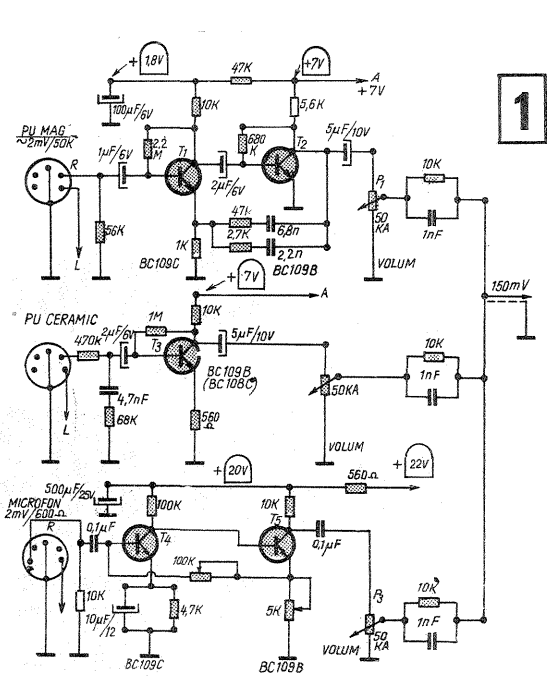 + 1,8V
47K
+7V
A
+7V
1
100µF/6V
10K
5,6K
PU MAG
~2mV/50K
R
1µF/6V
2,2
M
T1
680
K
T2
5µF/10V
2µF/6V
P1
50
KA
10K
1nF
56K
L
1K
47K
6,8n
2,7K
2,2n
BC109C
BC109B
VOLUM
+ 7V
A
10K
150mV
PU CERAMIC
470K
2µF/6V
1M
T3
5µF/10V
BC109B
(BC108C)
4,7nF
68K
L
560
Ω
50KA
10K
1nF
VOLUM
+ 20V
+ 22V
560Ω
500µF/25V
100K
10K
MICROFON
2mV/600Ω
R
0,1µF
T4
T5
0,1µF
100K
10K
10µF
/12
4,7K
5K
P3
50
KA
10K
1nF
VOLUM
BC109C
BC109B